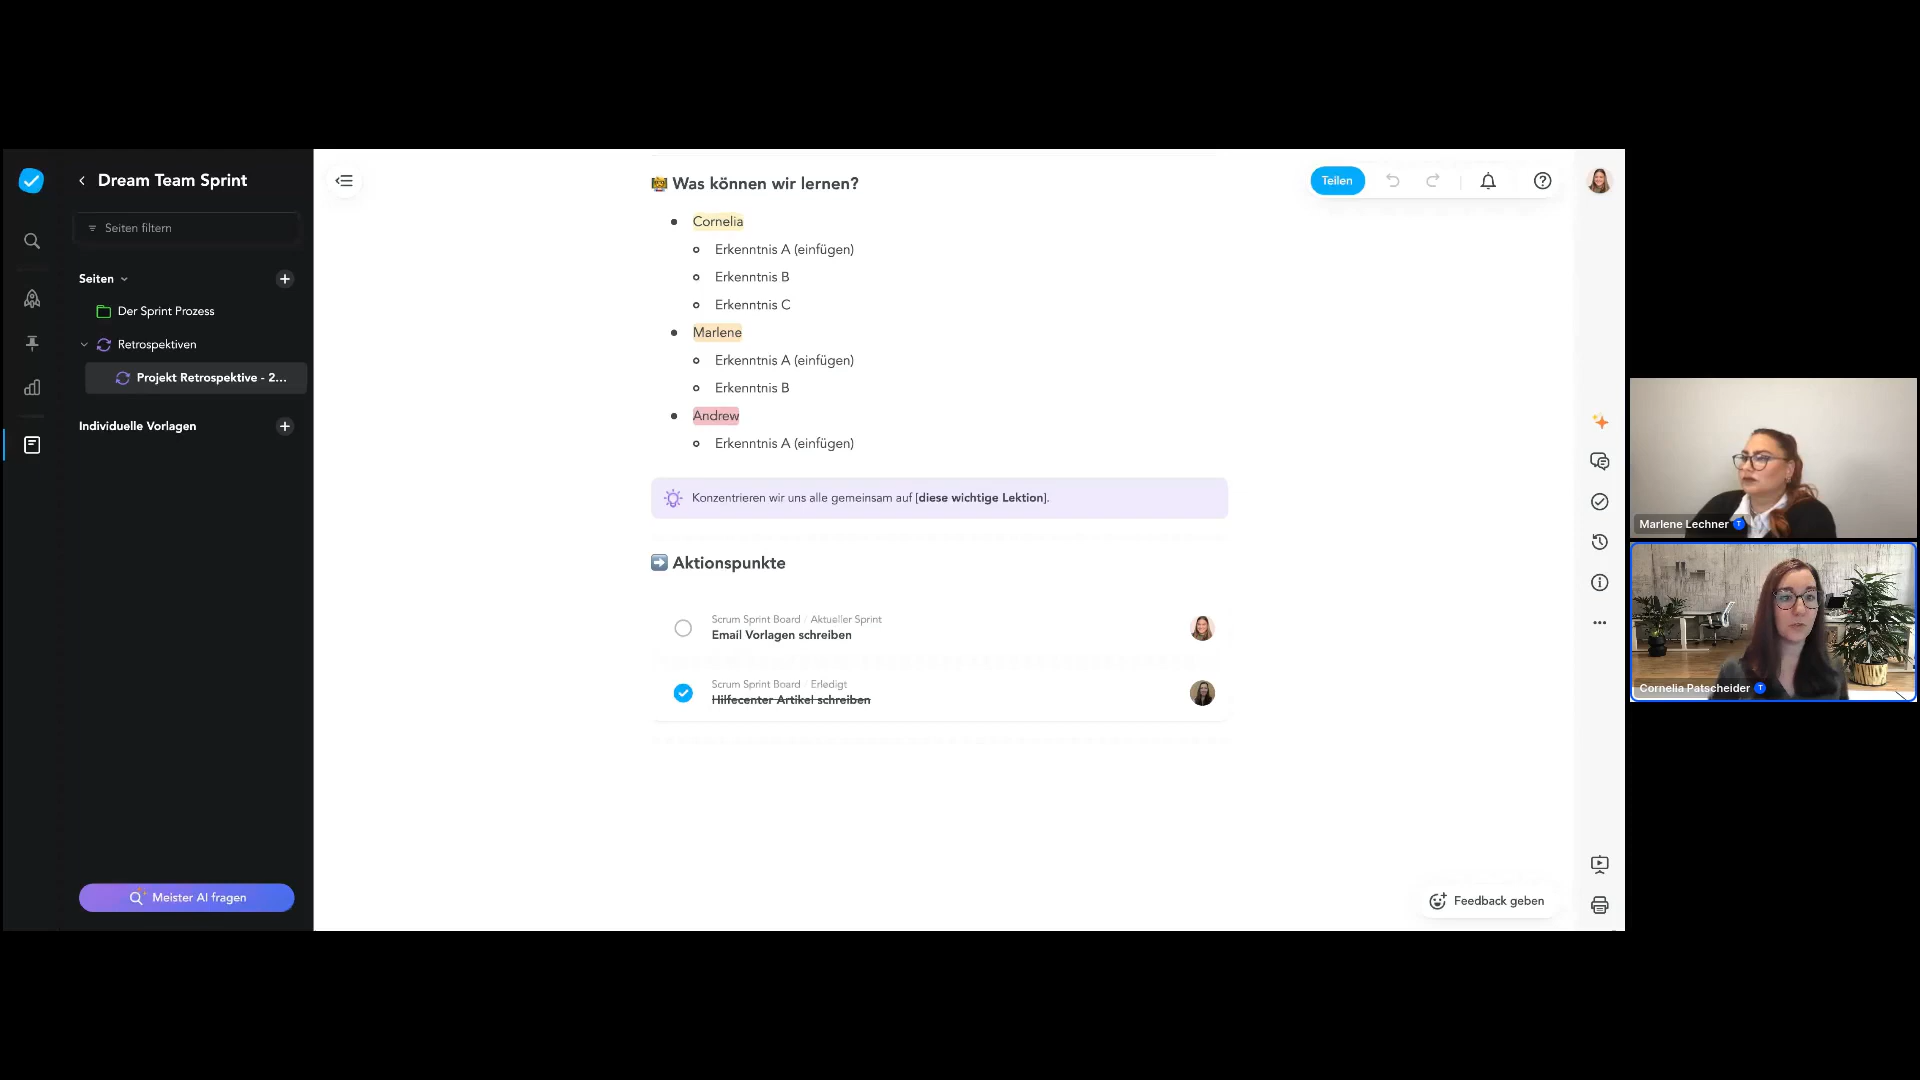 Dream Team Sprint
Seiten filtern
Seiten
Der Sprint Prozess
Retrospektiven
Projekt Retrospektive - 2...
Individuelle Vorlagen
Meister AI fragen
Was können wir lernen?
Cornelia
Erkenntnis A (einfügen)
Erkenntnis B
Erkenntnis C
Marlene
Erkenntnis A (einfügen)
Erkenntnis B
Andrew
Erkenntnis A (einfügen)
Konzentrieren wir uns alle gemeinsam auf [diese wichtige Lektion].
Aktionspunkte
Scrum Sprint Board / Aktueller Sprint
Email Vorlagen schreiben
Scrum Sprint Board / Erledigt
Hilfecenter Artikel schreiben
Teilen
Feedback geben
Marlene Lechner T
Cornelia Patscheider T